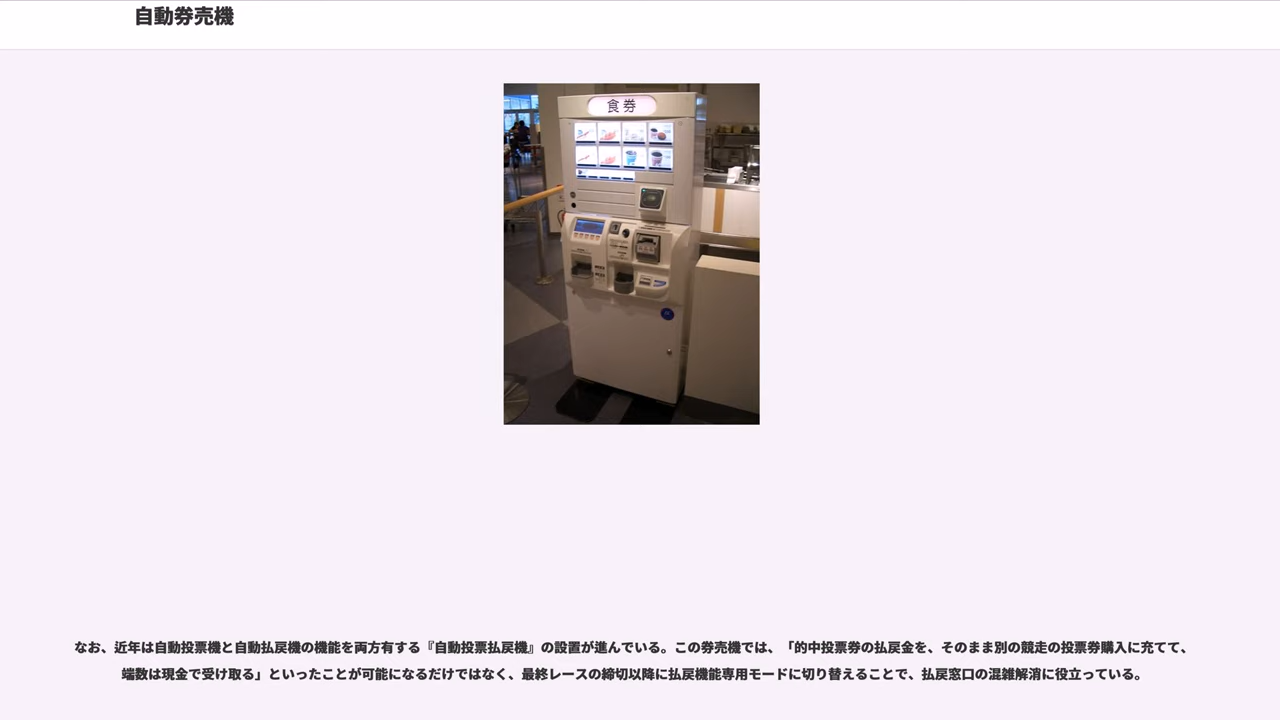 自動券売機
食券
なお、近年は自動投票機と自動払戻機の機能を両方有する『自動投票払戻機』の設置が進んでいる。この券売機では、「的中投票券の払戻金を、そのまま別の競走の投票券購入に充てて、
端数は現金で受け取る」といったことが可能になるだけではなく、最終レースの締切以降に払戻機能専用モードに切り替えることで、払戻窓口の混雑解消に役立っている。